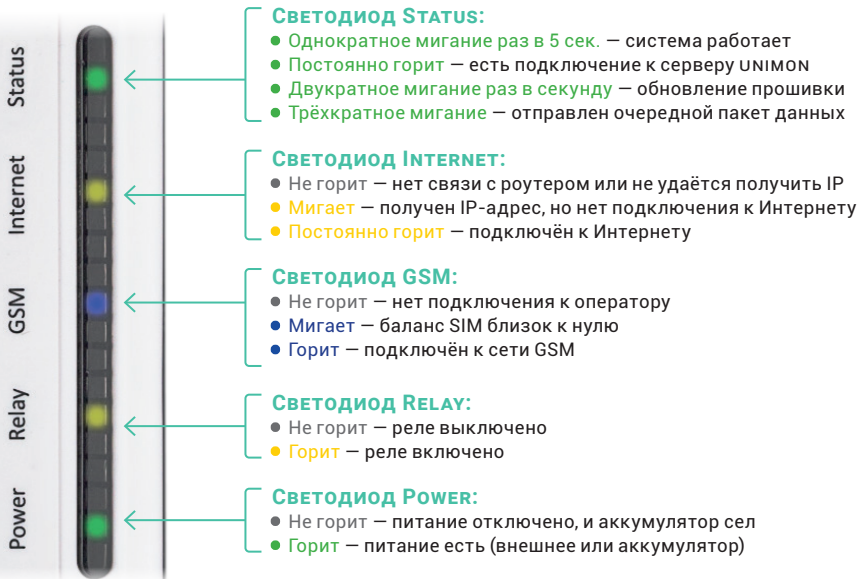 Status
Светодиод Status:
Однократное мигание раз в 5 сек. — система работает
Постоянно горит — есть подключение к серверу UNIMON
Двукратное мигание раз в секунду — обновление прошивки
Трёхкратное мигание — отправлен очередной пакет данных
Internet
Светодиод Internet:
Не горит — нет связи с роутером или не удаётся получить IP
Мигает — получен IP-адрес, но нет подключения к Интернету
Постоянно горит — подключён к Интернету
GSM
Светодиод GSM:
Не горит — нет подключения к оператору
Мигает — баланс SIM близок к нулю
Горит — подключён к сети GSM
Relay
Светодиод Relay:
Не горит — реле выключено
Горит — реле включено
Power
Светодиод Power:
Не горит — питание отключено, и аккумулятор сел
Горит — питание есть (внешнее или аккумулятор)